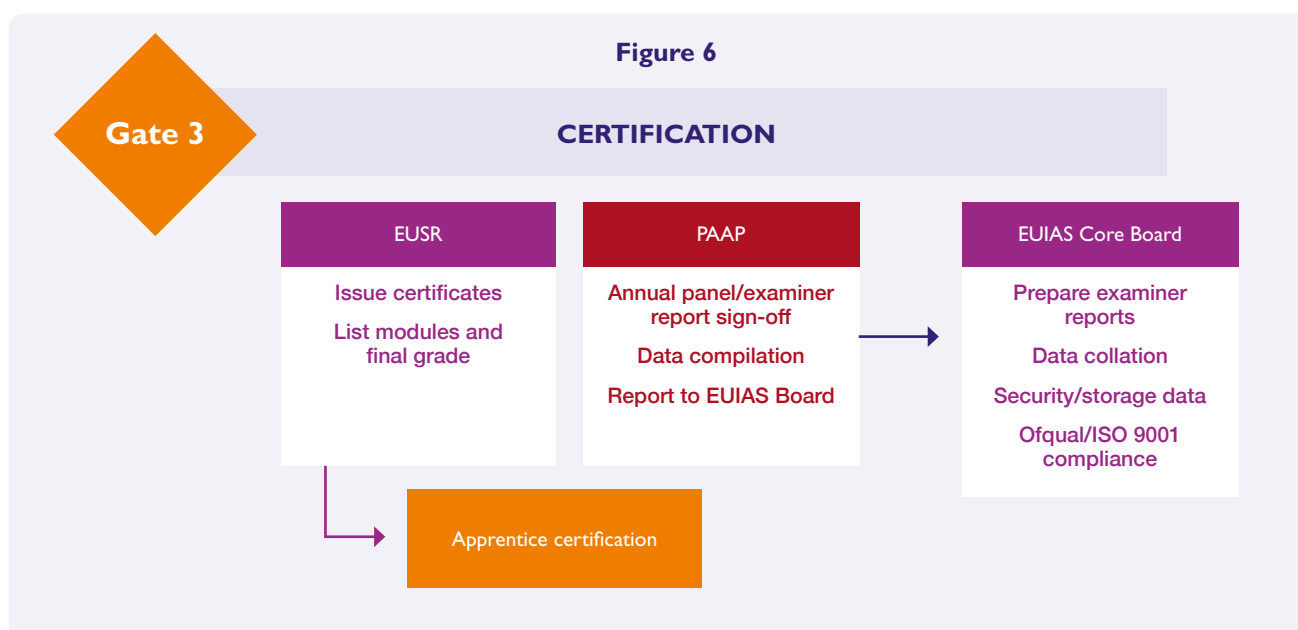 Figure 6
Gate 3
CERTIFICATION
EUSR
Issue certificates
List modules and
final grade
PAAP
Annual panel/examiner
report sign-off
Data compilation
Report to EUIAS Board
EUIAS Core Board
Prepare examiner
reports
Data collation
Security/storage data
Ofqual/ISO 9001
compliance
Apprentice certification